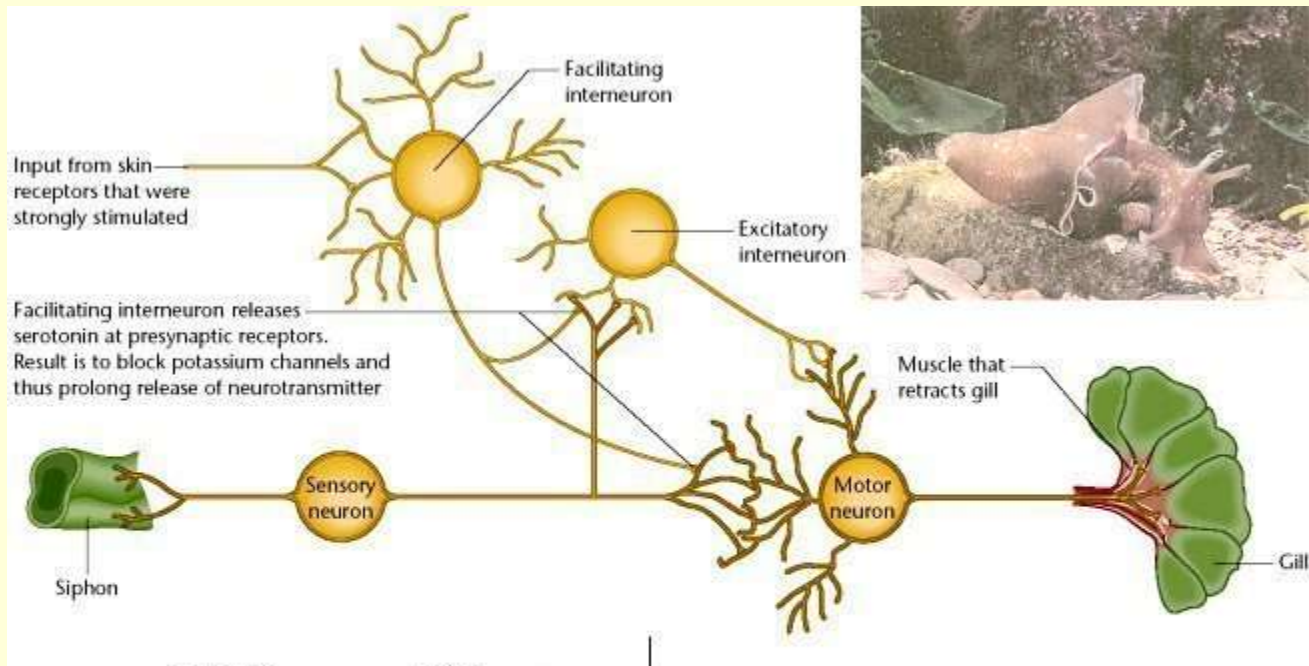 Facilitating
interneuron
Input from skin
receptors that were
strongly stimulated
Excitatory
interneuron
Facilitating interneuron releases
serotonin at presynaptic receptors.
Result is to block potassium channels and
thus prolong release of neurotransmitter
Muscle that
retracts gill
Sensory
neuron
Motor
neuron
Siphon
Gill